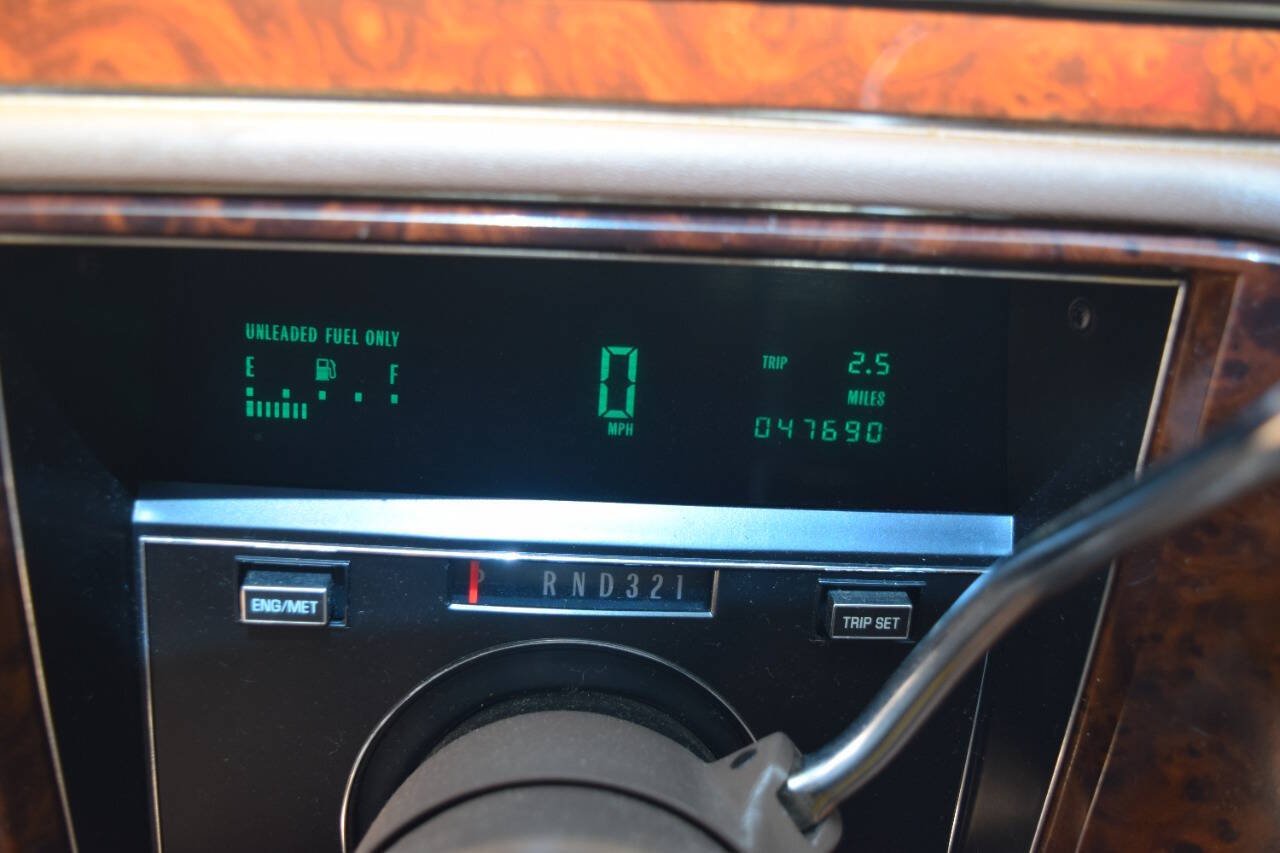 UNLEADED FUEL ONLY
E F
0
MPH
TRIP 2.5
MILES
047690
ENG/MET
P RND321
TRIP SET